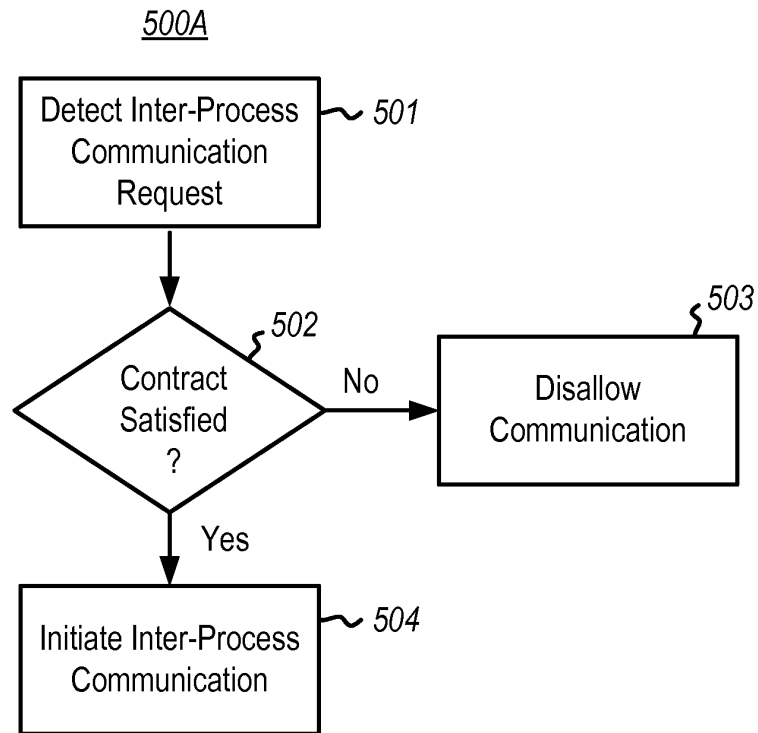 500A
Detect Inter-Process
Communication
Request
501
502
Contract
Satisfied
?
No
503
Disallow
Communication
Yes
Initiate Inter-Process
Communication
504